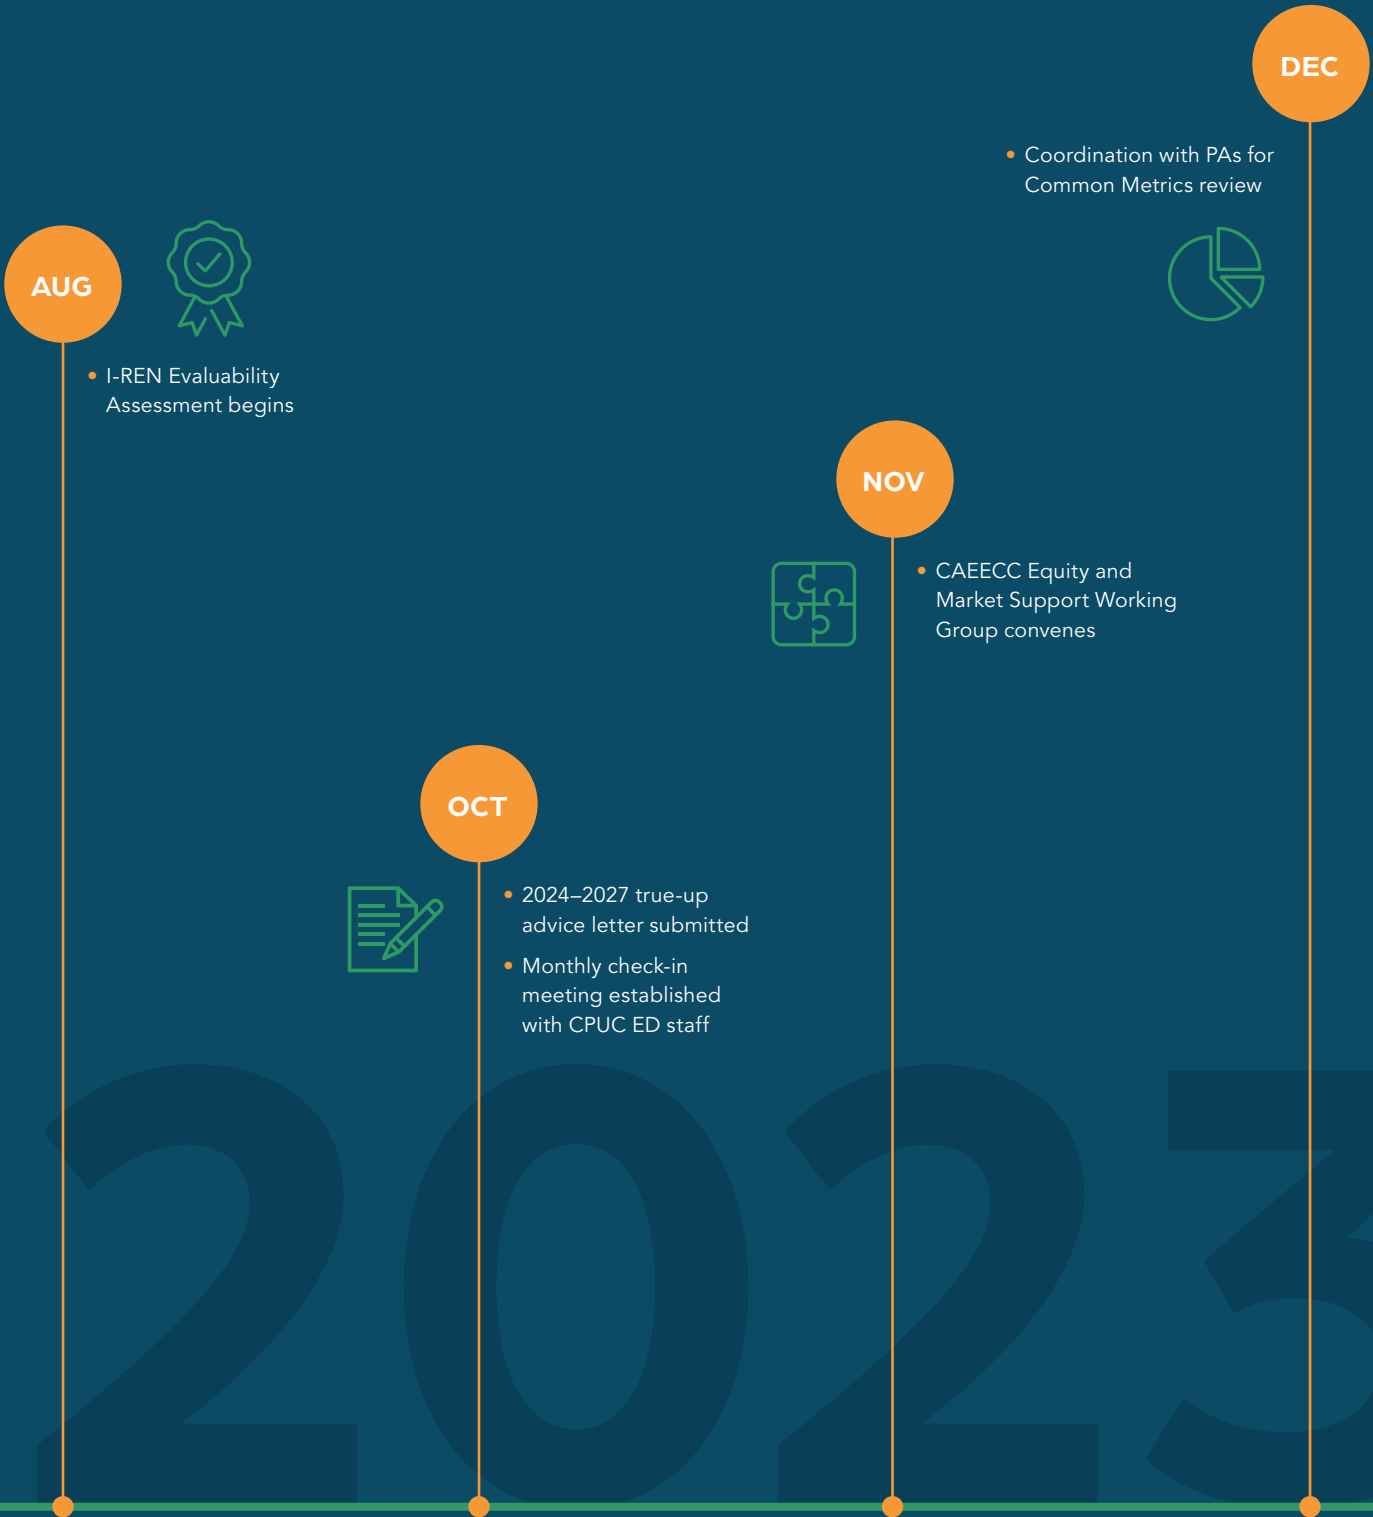 AUG
I-REN Evaluability
Assessment begins
OCT
2024–2027 true-up
advice letter submitted
Monthly check-in
meeting established
with CPUC ED staff
NOV
CAEECC Equity and
Market Support Working
Group convenes
DEC
Coordination with PAs for
Common Metrics review
2023